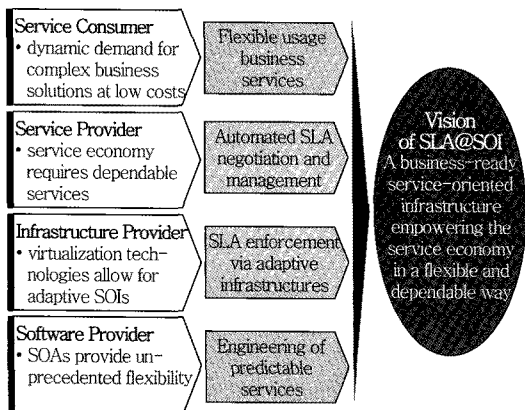 Service Consumer
• dynamic demand for
complex business
solutions at low costs
Flexible usage
business
services
Service Provider
• service economy
requires dependable
services
Automated SLA
negotiation and
management
Infrastructure Provider
• virtualization tech-
nologies allow for
adaptive SOIs
SLA enforcement
via adaptive
infrastructures
Software Provider
• SOAs provide un-
precedented flexibility
Engineering of
predictable
services
Vision
of SLA@SOI
A business-ready
service-oriented
infrastructure
empowering the
service economy
in a flexible and
dependable way